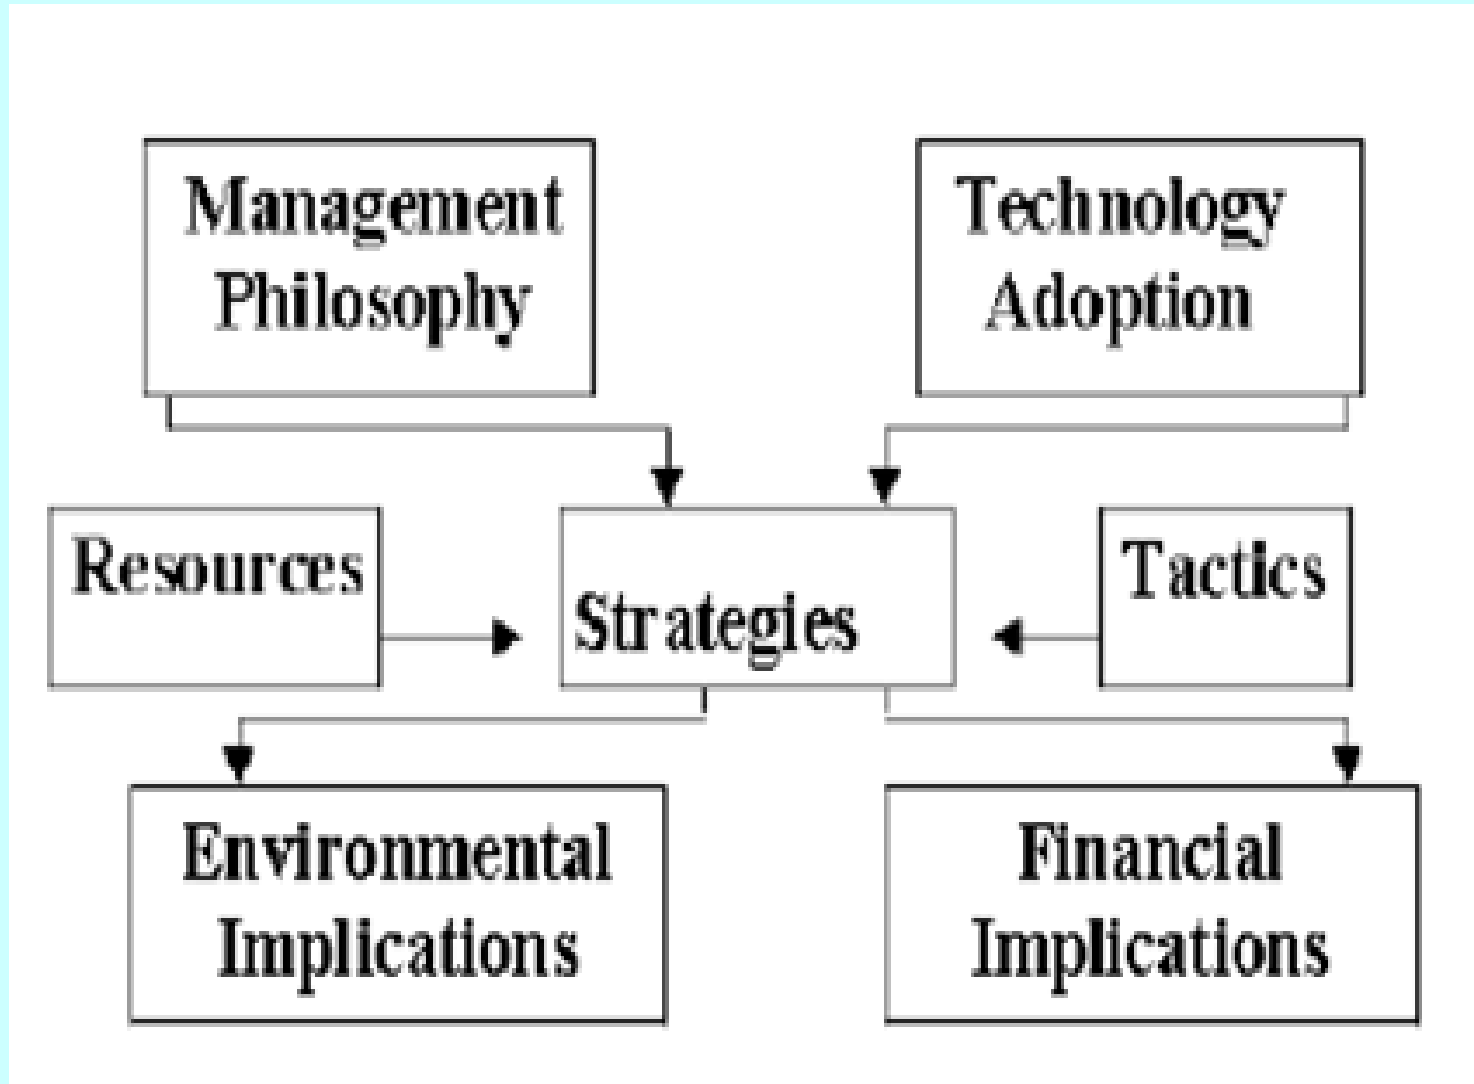 Management
Philosophy
Technology
Adoption
Resources
Strategies
Tactics
Environmental
Implications
Financial
Implications